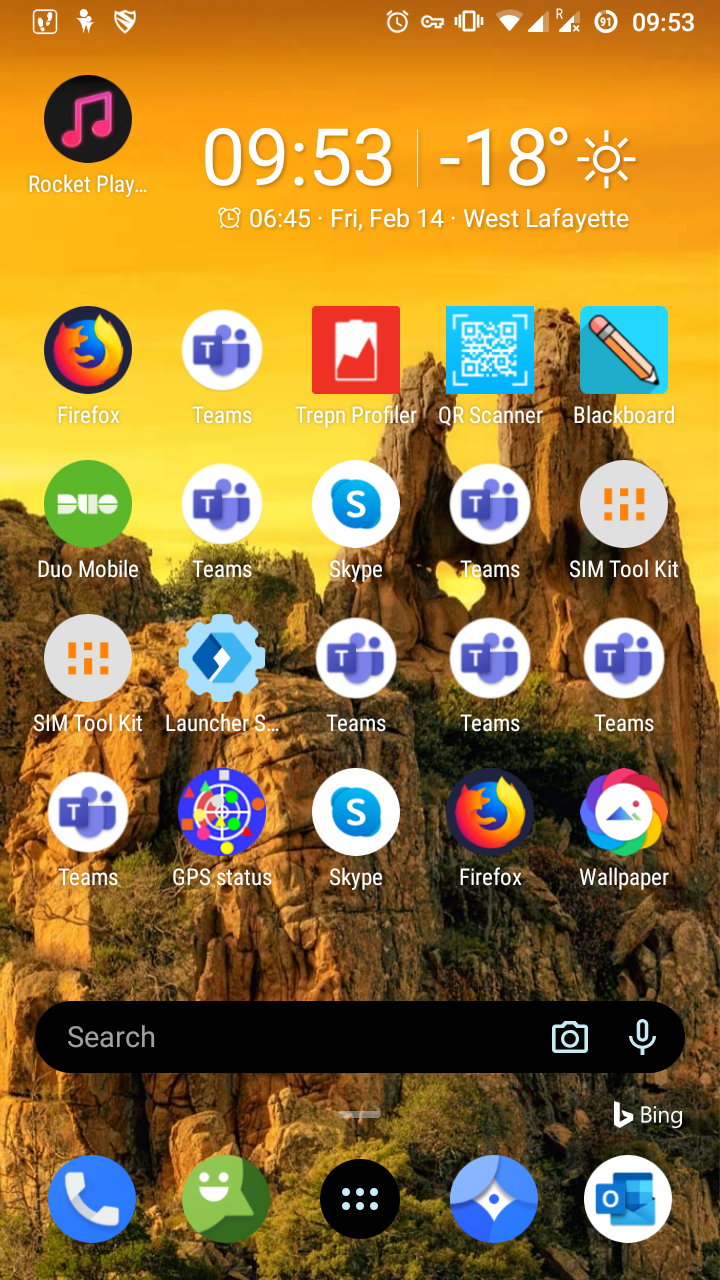 91 09:53
R
Rocket Play…
09:53 -18°
06:45 · Fri, Feb 14 · West Lafayette
T
Firefox Teams Trepn Profiler QR Scanner Blackboard
DUO T S T
Duo Mobile Teams Skype Teams SIM Tool Kit
T T T
SIM Tool Kit Launcher S… Teams Teams Teams
T S
Teams GPS status Skype Firefox Wallpaper
Search
Bing
O